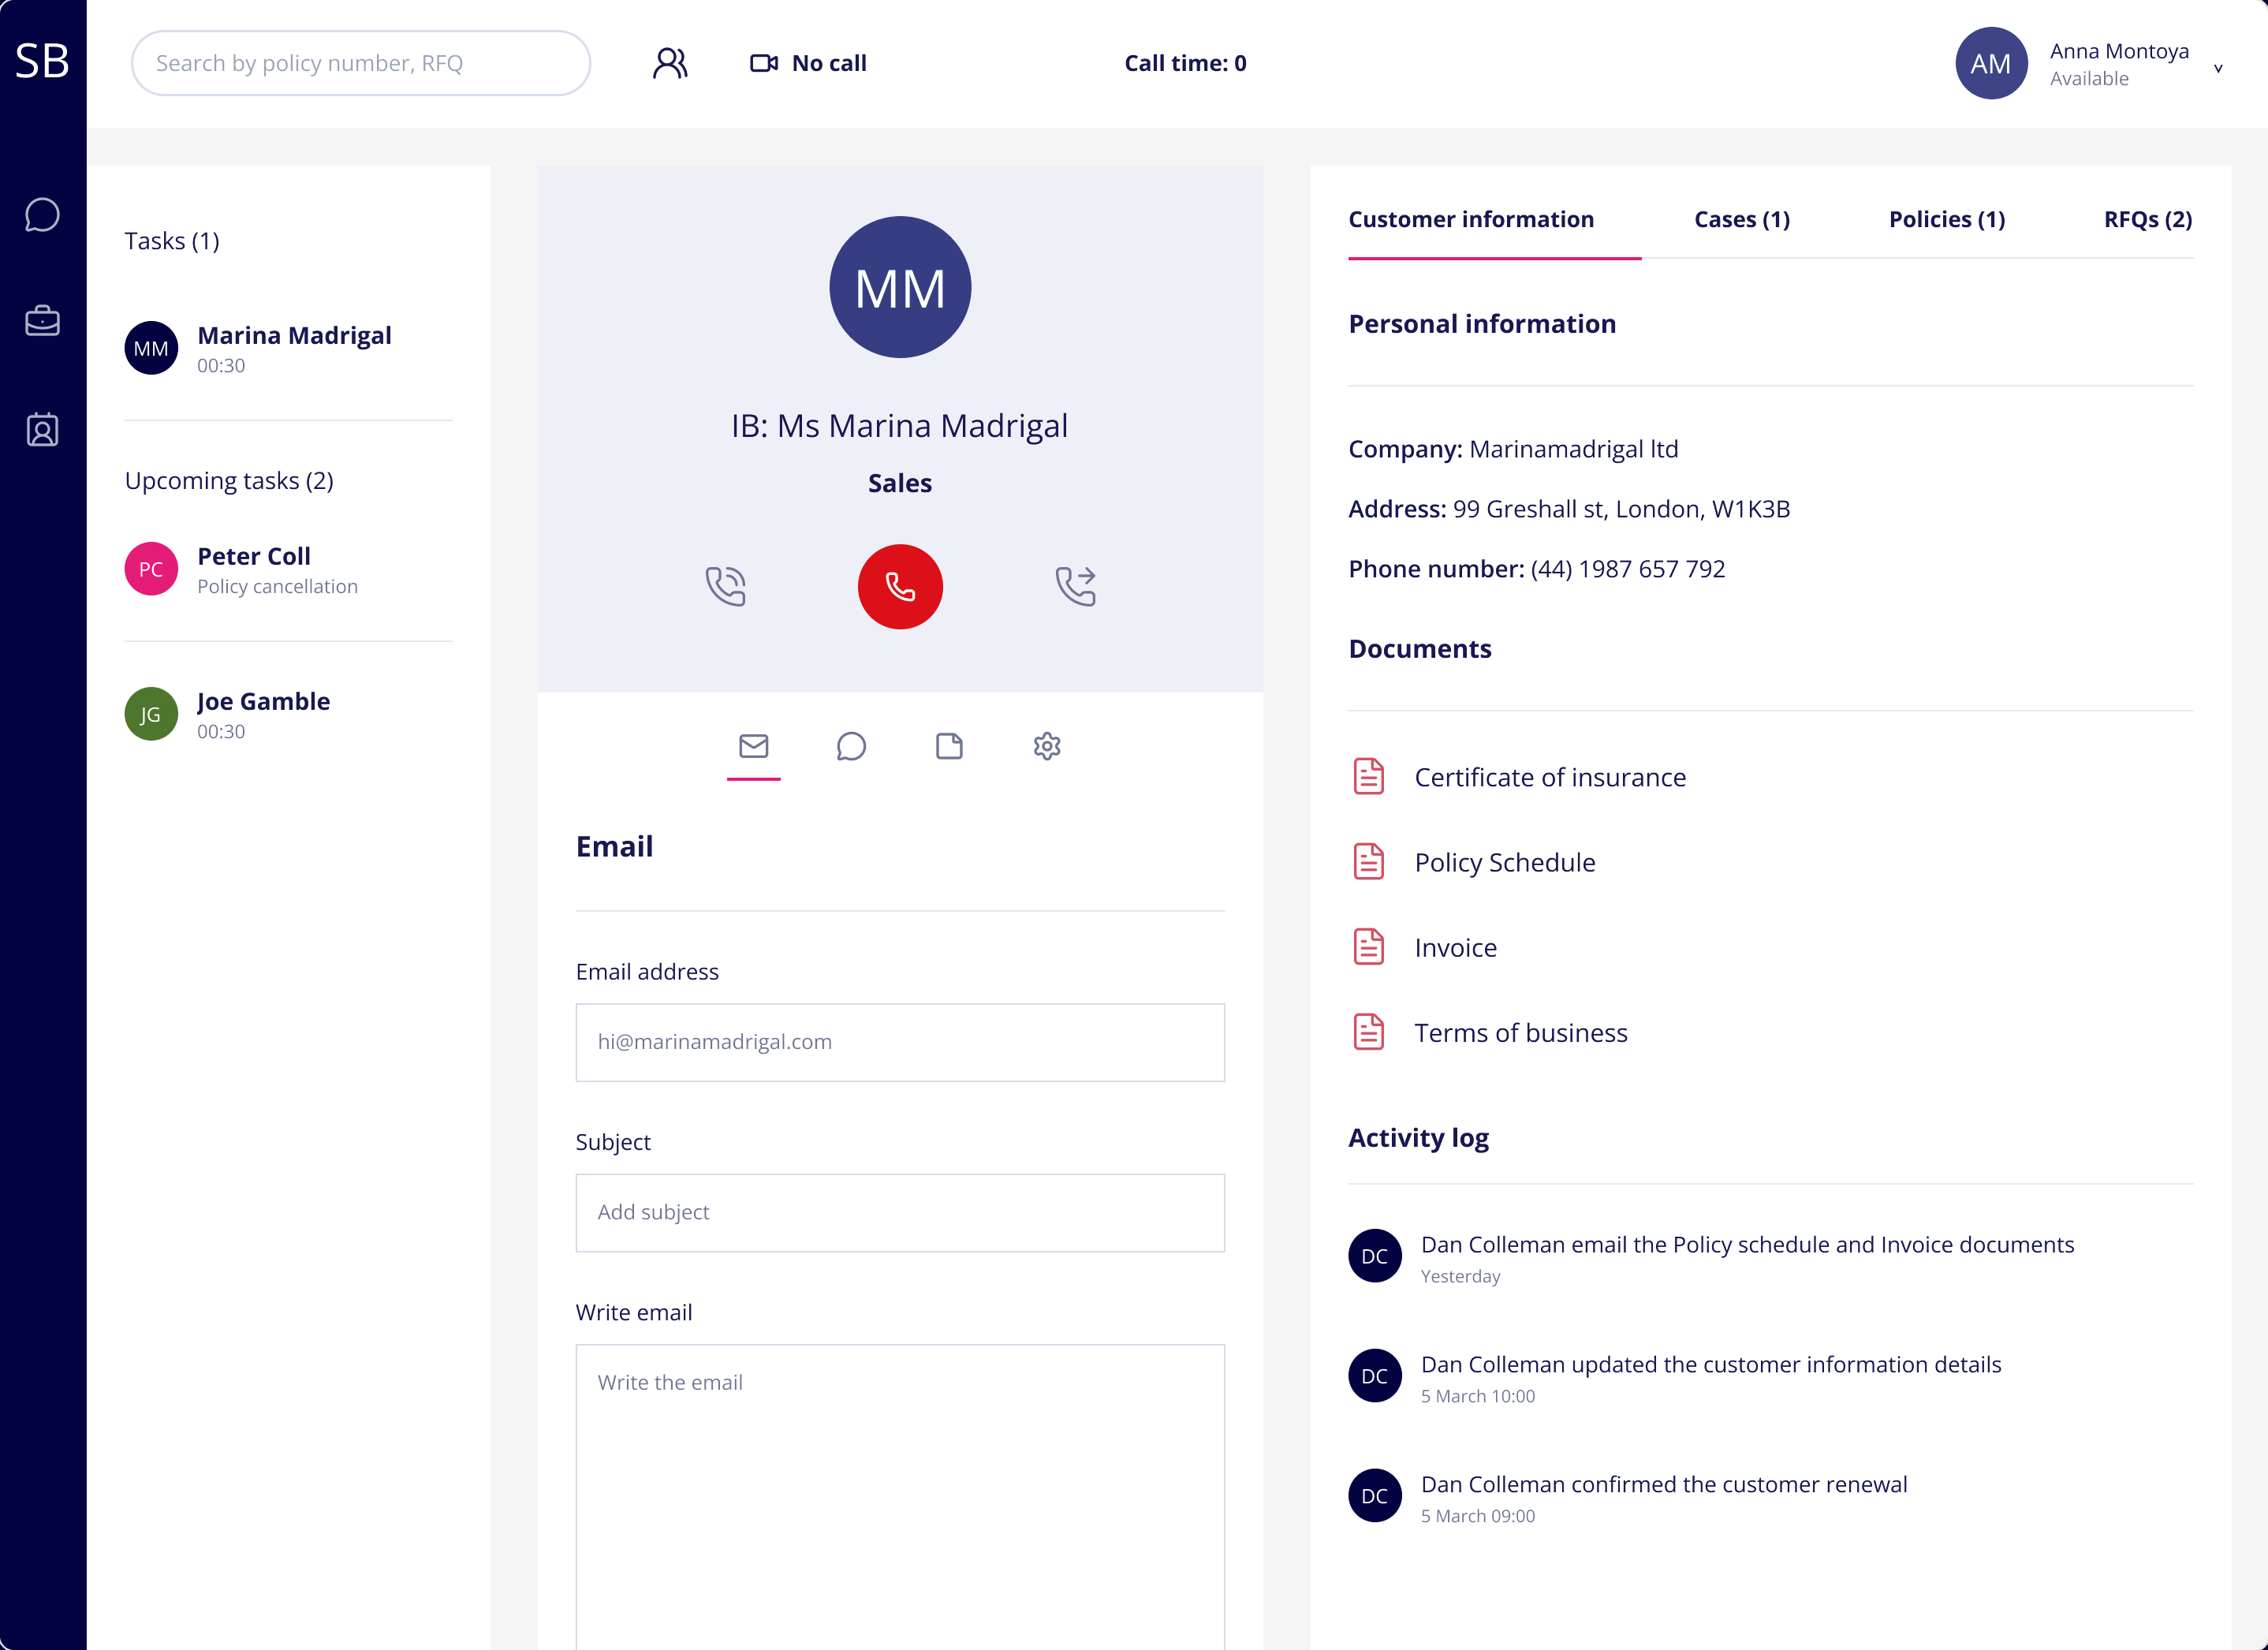 SB
Search by policy number, RFQ
No call
Call time: 0
AM
Anna Montoya
Available
Tasks (1)
MM
Marina Madrigal
00:30
Upcoming tasks (2)
PC
Peter Coll
Policy cancellation
JG
Joe Gamble
00:30
MM
IB: Ms Marina Madrigal
Sales
Email
Email address
hi@marinamadrigal.com
Subject
Add subject
Write email
Write the email
Customer information
Cases (1)
Policies (1)
RFQs (2)
Personal information
Company: Marinamadrigal ltd
Address: 99 Greshall st, London, W1K3B
Phone number: (44) 1987 657 792
Documents
Certificate of insurance
Policy Schedule
Invoice
Terms of business
Activity log
DC
Dan Colleman email the Policy schedule and Invoice documents
Yesterday
DC
Dan Colleman updated the customer information details
5 March 10:00
DC
Dan Colleman confirmed the customer renewal
5 March 09:00